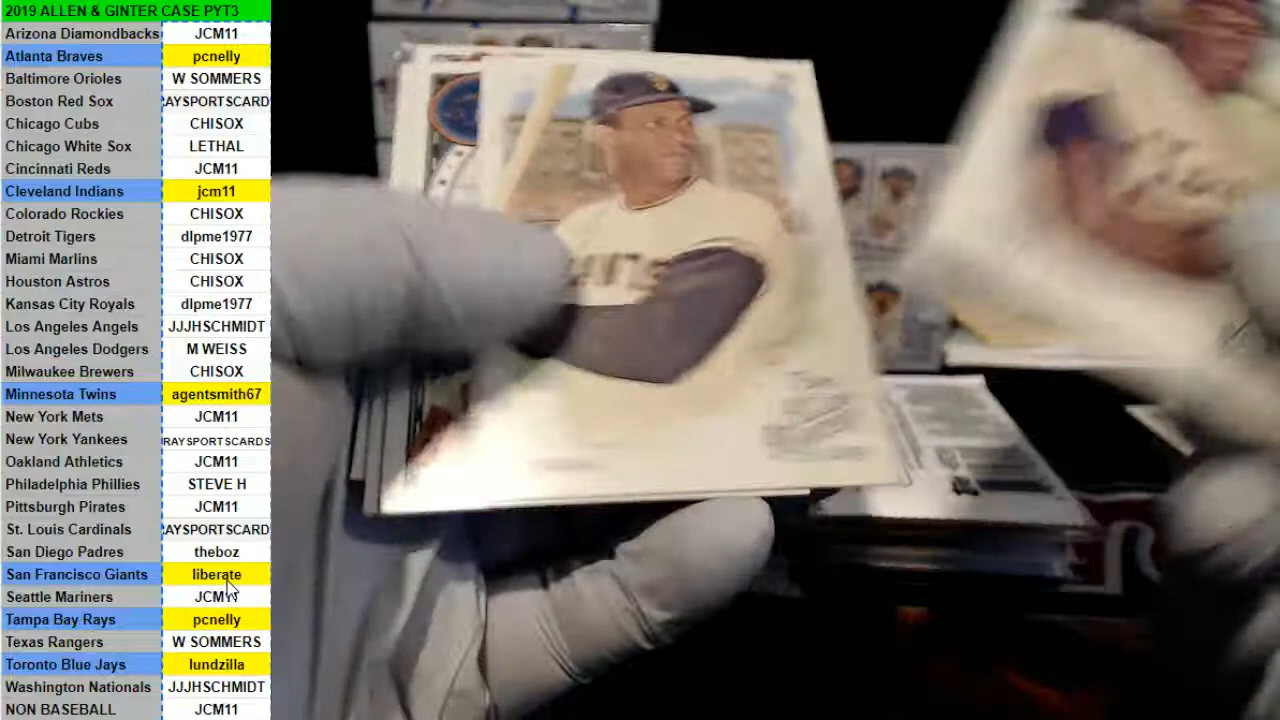 2019 ALLEN & GINTER CASE PYT3
Arizona Diamondbacks JCM11
Atlanta Braves pcnelly
Baltimore Orioles W SOMMERS
Boston Red Sox RAYSPORTSCARD
Chicago Cubs CHISOX
Chicago White Sox LETHAL
Cincinnati Reds JCM11
Cleveland Indians jcm11
Colorado Rockies CHISOX
Detroit Tigers dlpme1977
Miami Marlins CHISOX
Houston Astros CHISOX
Kansas City Royals dlpme1977
Los Angeles Angels JJJHSCHMIDT
Los Angeles Dodgers M WEISS
Milwaukee Brewers CHISOX
Minnesota Twins agentsmith67
New York Mets JCM11
New York Yankees RAYSPORTSCARDS
Oakland Athletics JCM11
Philadelphia Phillies STEVE H
Pittsburgh Pirates JCM11
St. Louis Cardinals RAYSPORTSCARD
San Diego Padres theboz
San Francisco Giants liberate
Seattle Mariners JCM11
Tampa Bay Rays pcnelly
Texas Rangers W SOMMERS
Toronto Blue Jays lundzilla
Washington Nationals JJJHSCHMIDT
NON BASEBALL JCM11